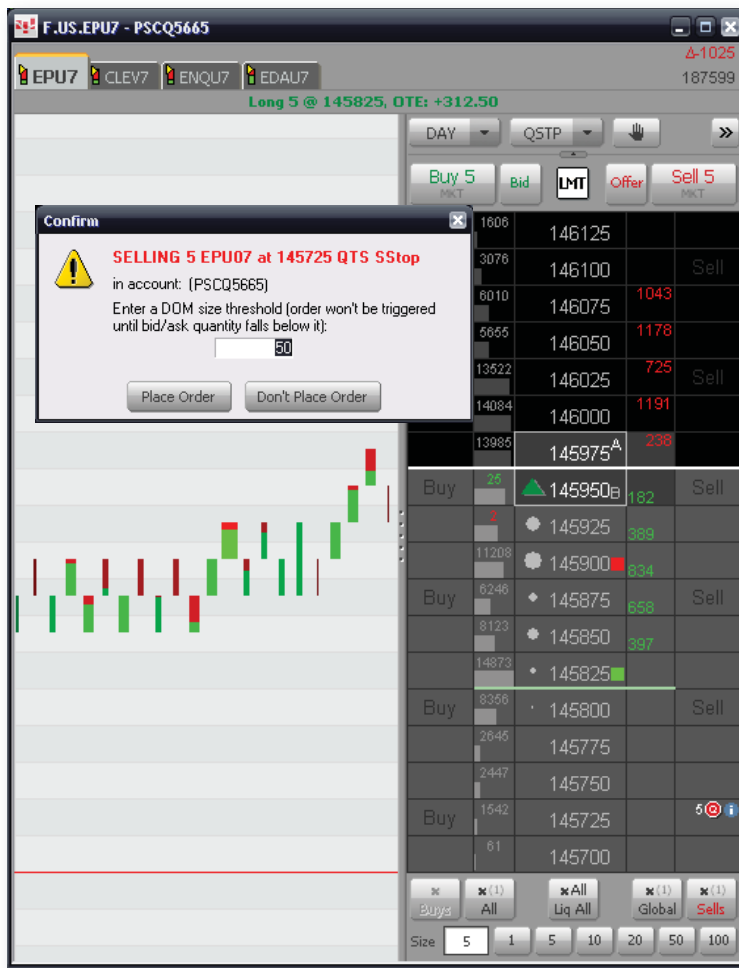 F.US.EPU7 - PSCQ5665
Δ-1025
EPU7 CLEV7 ENQU7 EDAU7 187599
Long 5 @ 145825, OTE: +312.50
DAY QSTP »
Buy 5 MKT Bid LMT Offer Sell 5 MKT
Confirm
SELLING 5 EPU07 at 145725 QTS SStop
in account: (PSCQ5665)
Enter a DOM size threshold (order won't be triggered
until bid/ask quantity falls below it):
50
Place Order Don't Place Order
1606 146125
3076 146100 Sell
6010 146075 1043
5655 146050 1178
13522 146025 725 Sell
14084 146000 1191
13985 145975A 238
Buy 25 145950B 182 Sell
2 145925 389
11208 145900 834
Buy 6246 145875 658 Sell
8123 145850 397
14873 145825
Buy 8356 145800 Sell
2645 145775
2447 145750
Buy 1542 145725 5 Q i
61 145700
x x(1) xAll x(1) x(1)
Buys All Liq All Global Sells
Size 5 1 5 10 20 50 100